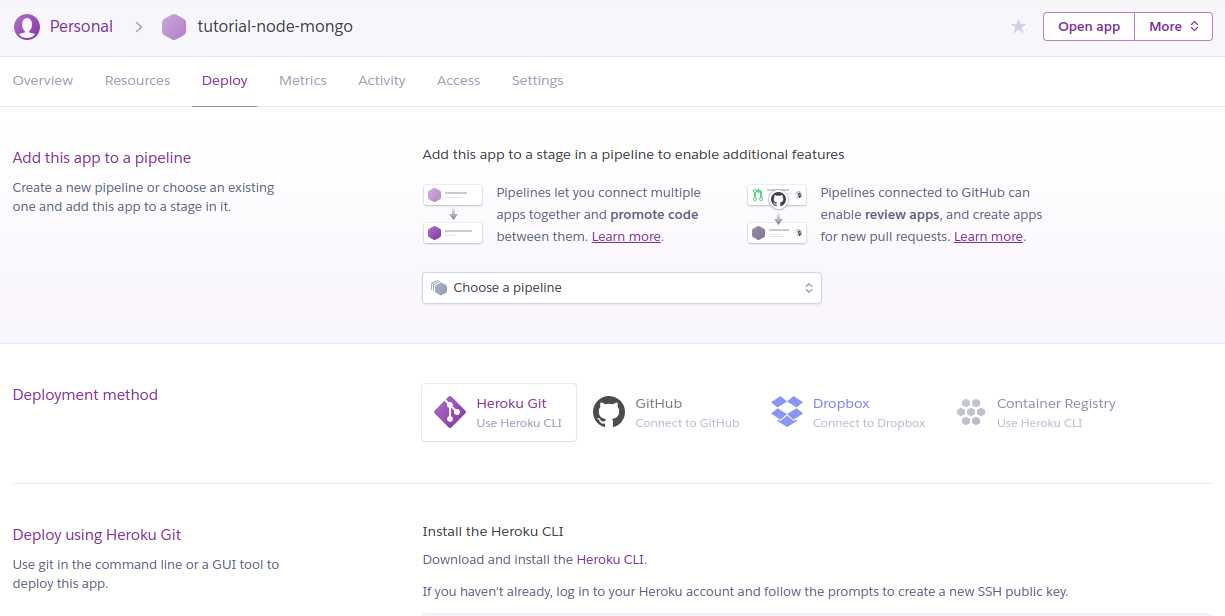 Personal > tutorial-node-mongo Open app More
Overview Resources Deploy Metrics Activity Access Settings
Add this app to a pipeline
Create a new pipeline or choose an existing
one and add this app to a stage in it.
Add this app to a stage in a pipeline to enable additional features
Pipelines let you connect multiple
apps together and promote code
between them. Learn more.
Pipelines connected to GitHub can
enable review apps, and create apps
for new pull requests. Learn more.
Choose a pipeline
Deployment method
Heroku Git
Use Heroku CLI
GitHub
Connect to GitHub
Dropbox
Connect to Dropbox
Container Registry
Use Heroku CLI
Deploy using Heroku Git
Use git in the command line or a GUI tool to
deploy this app.
Install the Heroku CLI
Download and install the Heroku CLI.
If you haven't already, log in to your Heroku account and follow the prompts to create a new SSH public key.